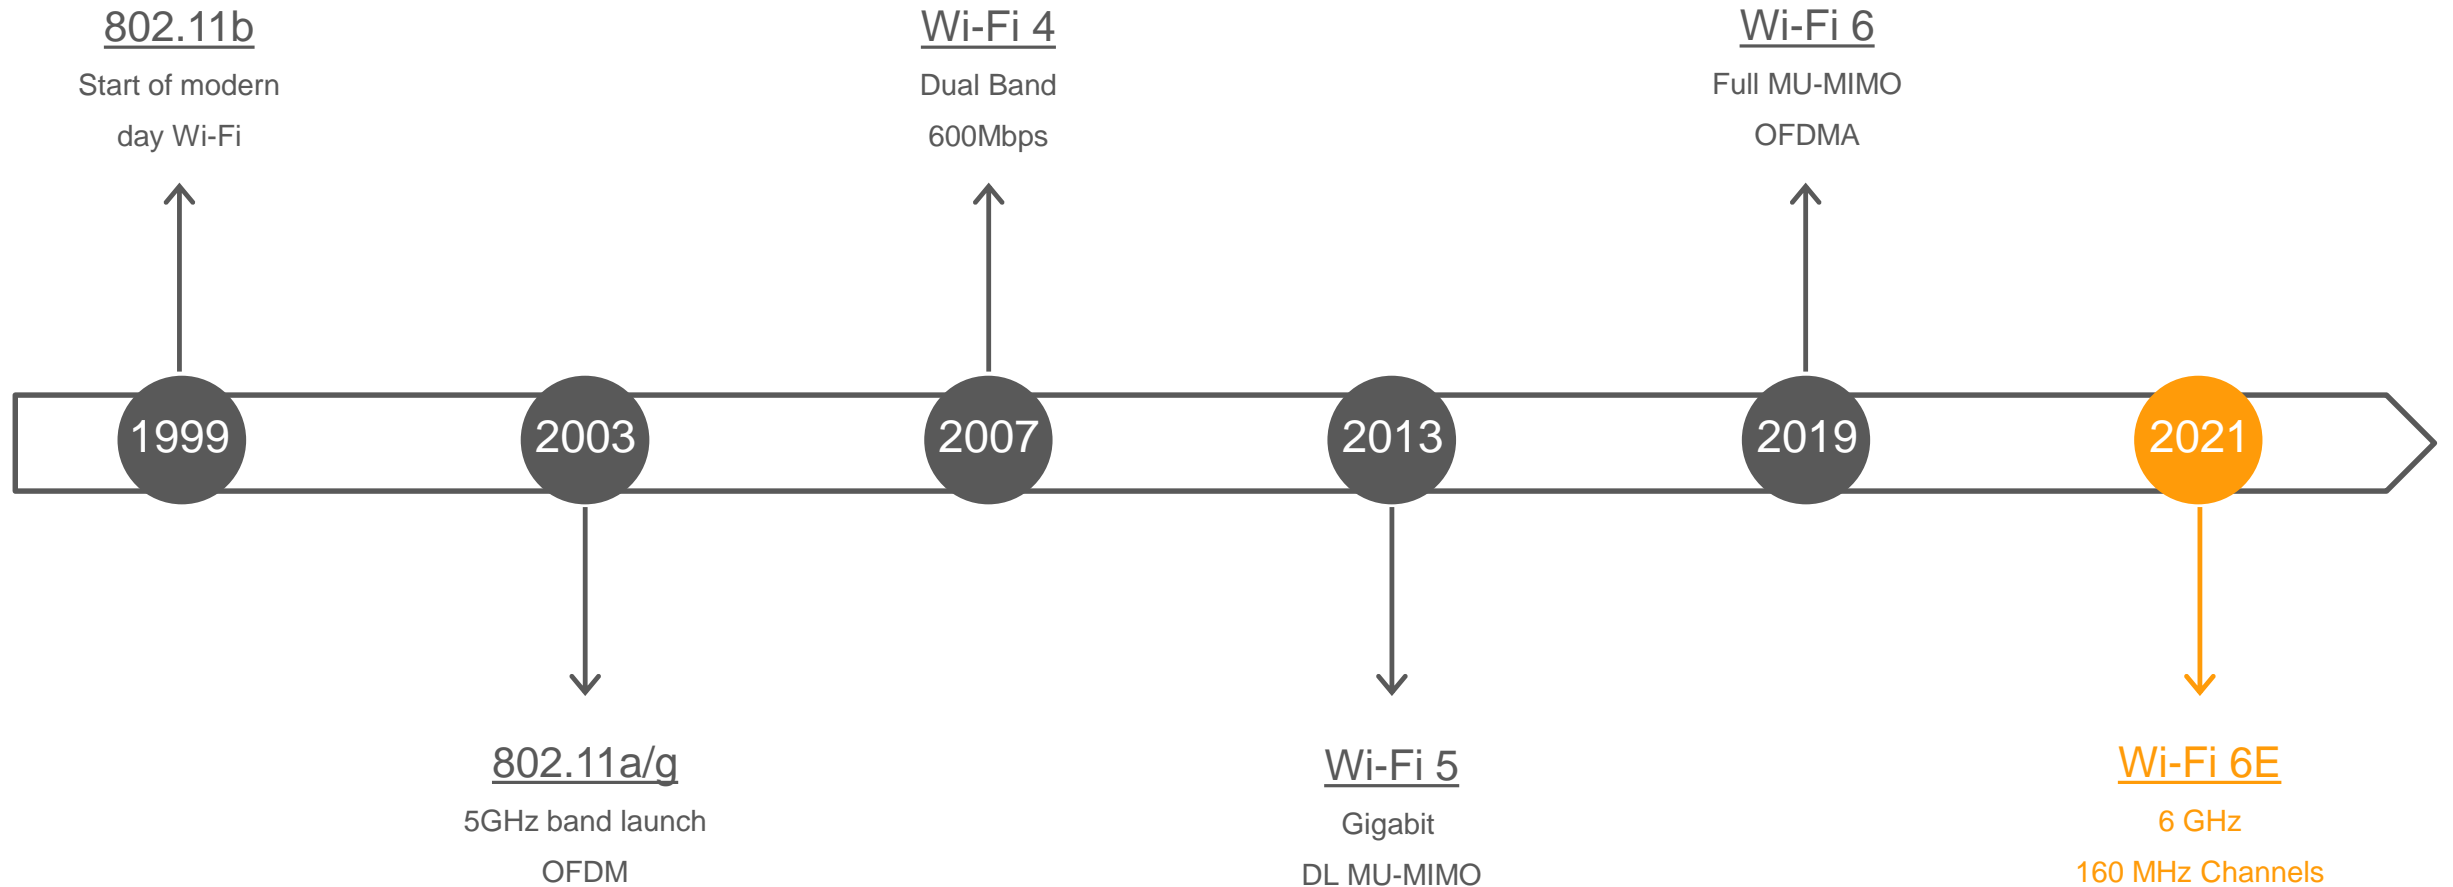 802.11b
Start of modern
day Wi-Fi
Wi-Fi 4
Dual Band
600Mbps
Wi-Fi 6
Full MU-MIMO
OFDMA
1999
2003
2007
2013
2019
2021
802.11a/g
5GHz band launch
OFDM
Wi-Fi 5
Gigabit
DL MU-MIMO
Wi-Fi 6E
6 GHz
160 MHz Channels